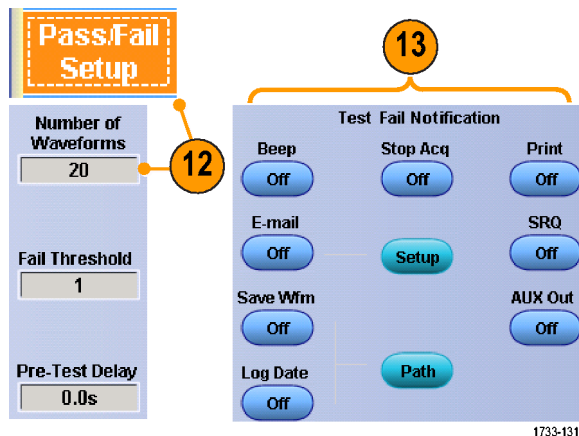 Pass/Fail
Setup
13
Number of
Waveforms
20
12
Fail Threshold
1
Pre-Test Delay
0.0s
Test Fail Notification
Beep
Stop Acq
Print
Off
Off
Off
E-mail
SRQ
Off
Setup
Off
Save Wfm
AUX Out
Off
Off
Log Date
Path
Off
1733-131